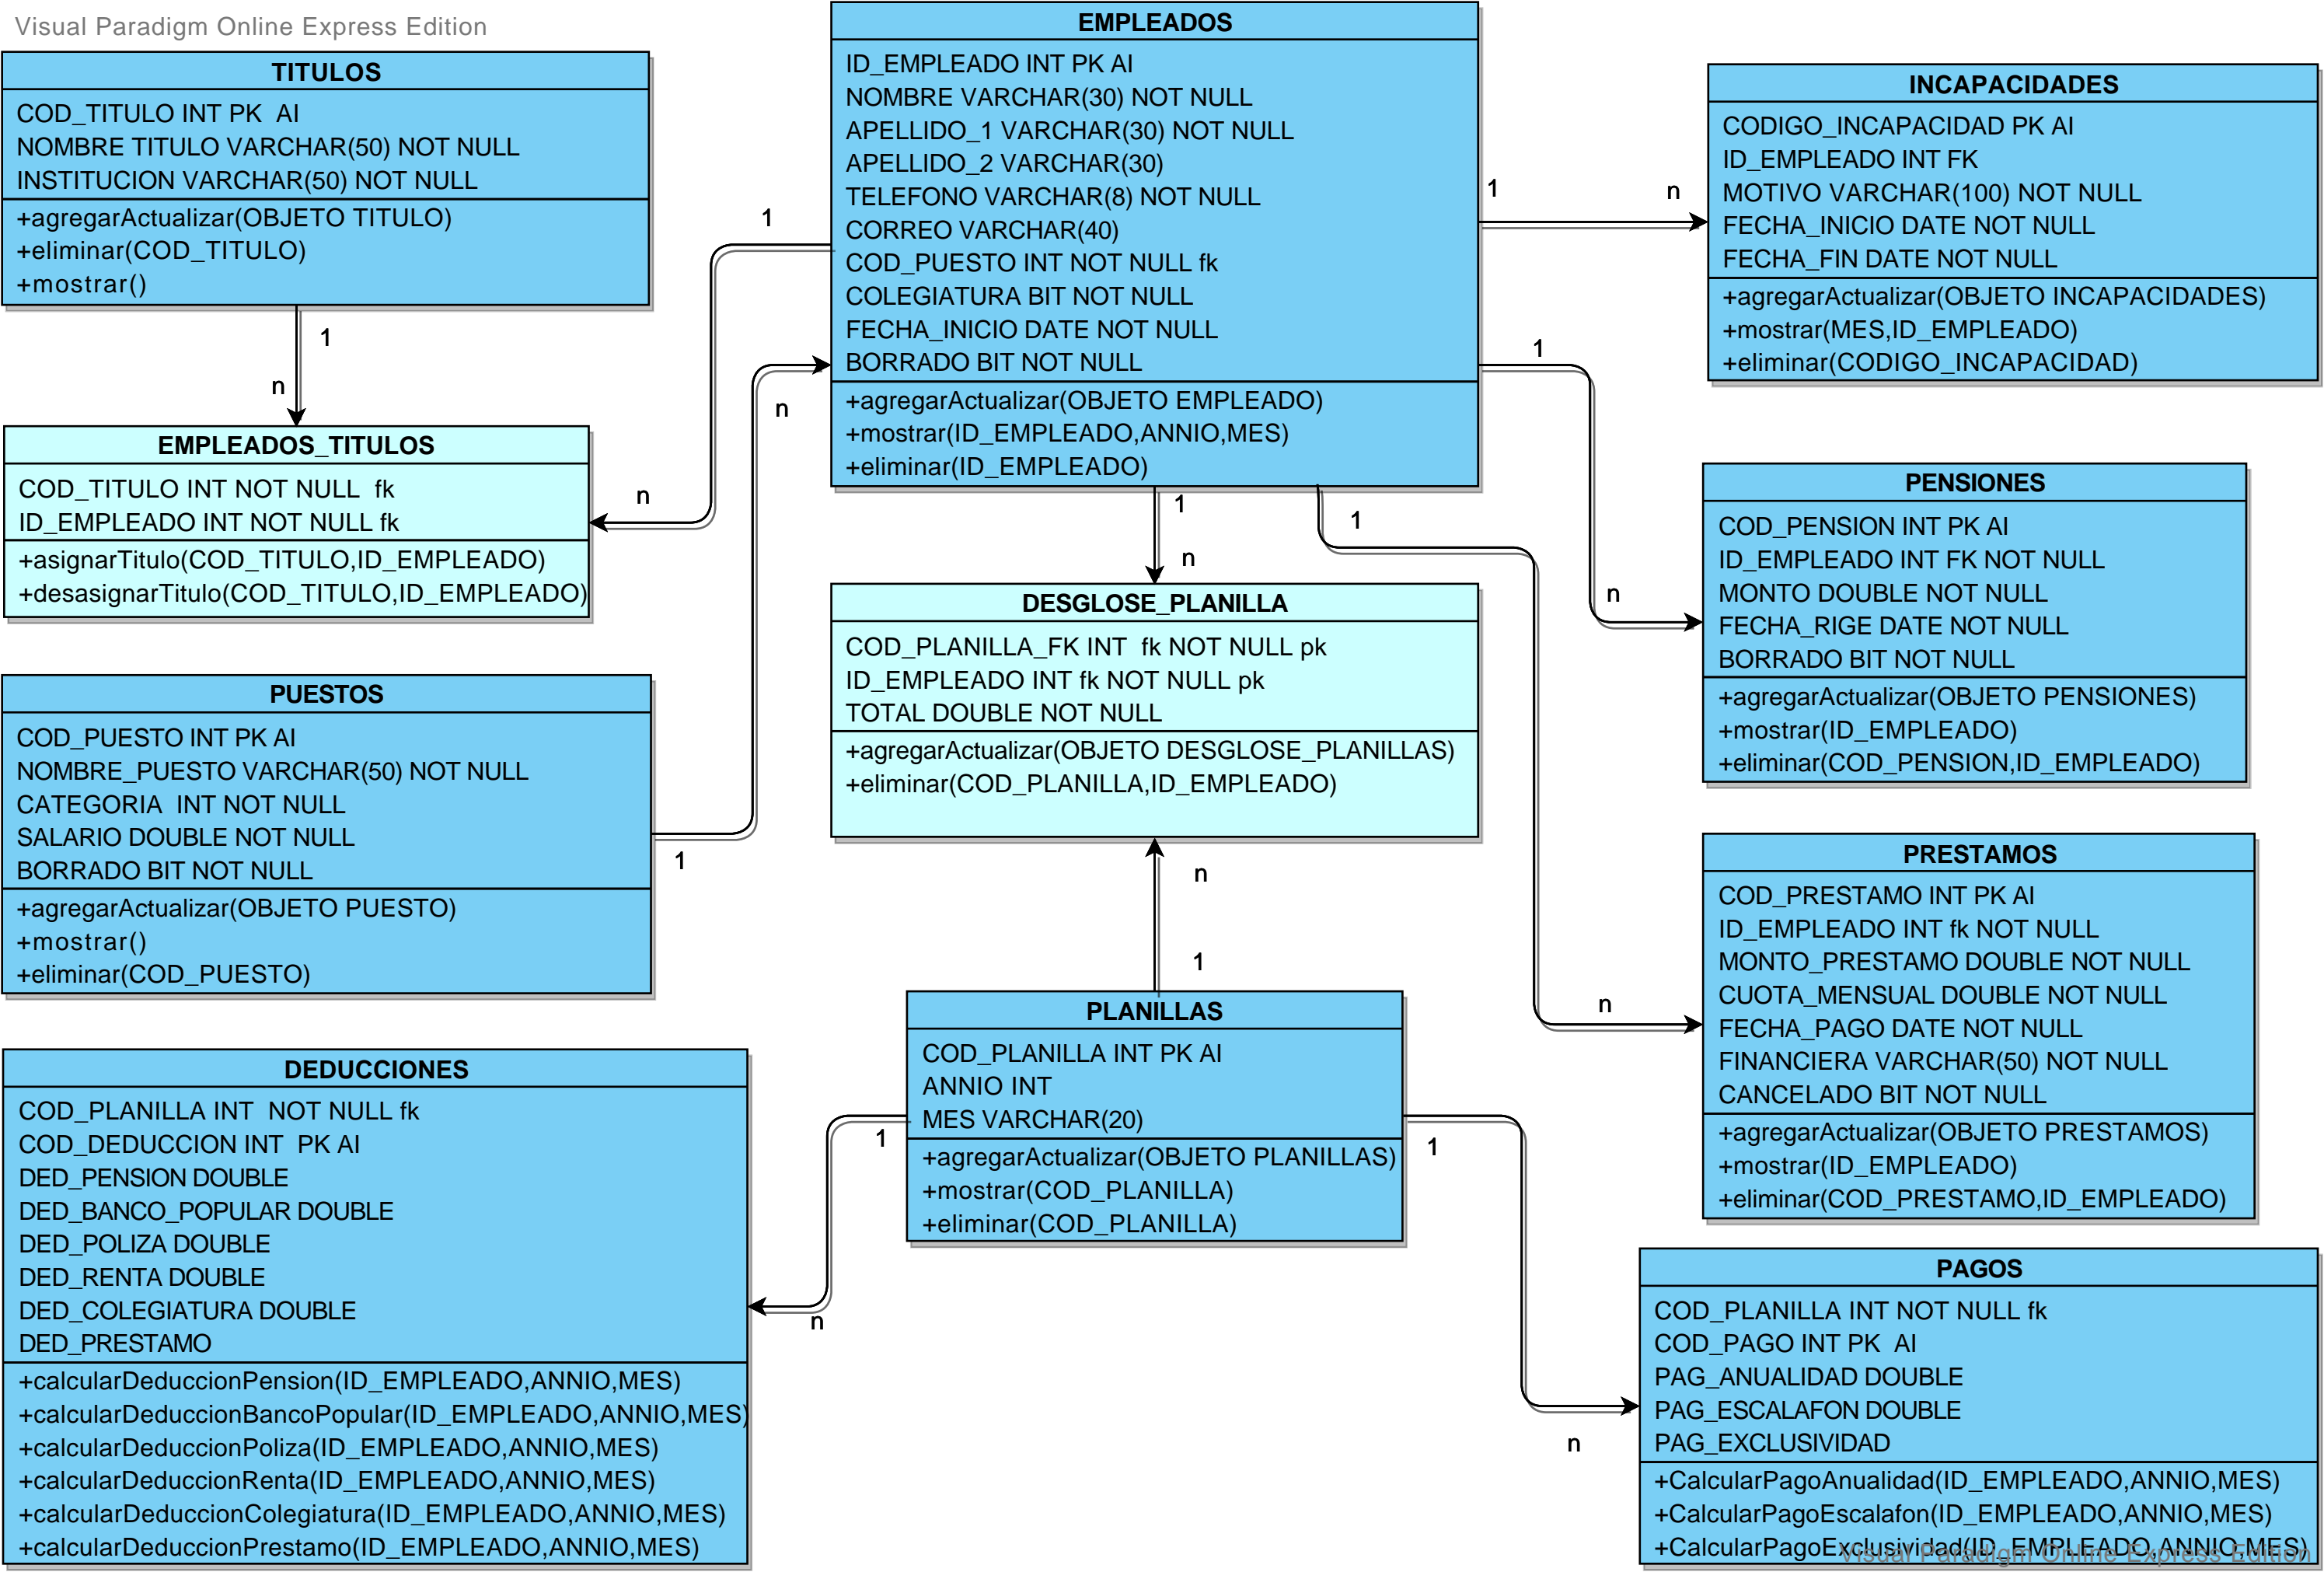 Visual Paradigm Online Express Edition
TITULOS
COD_TITULO INT PK  AI
NOMBRE TITULO VARCHAR(50) NOT NULL
INSTITUCION VARCHAR(50) NOT NULL
+agregarActualizar(OBJETO TITULO)
+eliminar(COD_TITULO)
+mostrar()
1
n
EMPLEADOS_TITULOS
COD_TITULO INT NOT NULL  fk
ID_EMPLEADO INT NOT NULL fk
+asignarTitulo(COD_TITULO,ID_EMPLEADO)
+desasignarTitulo(COD_TITULO,ID_EMPLEADO)
1
n
PUESTOS
COD_PUESTO INT PK AI
NOMBRE_PUESTO VARCHAR(50) NOT NULL
CATEGORIA  INT NOT NULL
SALARIO DOUBLE NOT NULL
BORRADO BIT NOT NULL
+agregarActualizar(OBJETO PUESTO)
+mostrar()
+eliminar(COD_PUESTO)
n
1
EMPLEADOS
ID_EMPLEADO INT PK AI
NOMBRE VARCHAR(30) NOT NULL
APELLIDO_1 VARCHAR(30) NOT NULL
APELLIDO_2 VARCHAR(30)
TELEFONO VARCHAR(8) NOT NULL
CORREO VARCHAR(40)
COD_PUESTO INT NOT NULL fk
COLEGIATURA BIT NOT NULL
FECHA_INICIO DATE NOT NULL
BORRADO BIT NOT NULL
+agregarActualizar(OBJETO EMPLEADO)
+mostrar(ID_EMPLEADO,ANNIO,MES)
+eliminar(ID_EMPLEADO)
1
n
1
n
1
n
1
n
INCAPACIDADES
CODIGO_INCAPACIDAD PK AI
ID_EMPLEADO INT FK
MOTIVO VARCHAR(100) NOT NULL
FECHA_INICIO DATE NOT NULL
FECHA_FIN DATE NOT NULL
+agregarActualizar(OBJETO INCAPACIDADES)
+mostrar(MES,ID_EMPLEADO)
+eliminar(CODIGO_INCAPACIDAD)
PENSIONES
COD_PENSION INT PK AI
ID_EMPLEADO INT FK NOT NULL
MONTO DOUBLE NOT NULL
FECHA_RIGE DATE NOT NULL
BORRADO BIT NOT NULL
+agregarActualizar(OBJETO PENSIONES)
+mostrar(ID_EMPLEADO)
+eliminar(COD_PENSION,ID_EMPLEADO)
DESGLOSE_PLANILLA
COD_PLANILLA_FK INT  fk NOT NULL pk
ID_EMPLEADO INT fk NOT NULL pk
TOTAL DOUBLE NOT NULL
+agregarActualizar(OBJETO DESGLOSE_PLANILLAS)
+eliminar(COD_PLANILLA,ID_EMPLEADO)
n
1
PRESTAMOS
COD_PRESTAMO INT PK AI
ID_EMPLEADO INT fk NOT NULL
MONTO_PRESTAMO DOUBLE NOT NULL
CUOTA_MENSUAL DOUBLE NOT NULL
FECHA_PAGO DATE NOT NULL
FINANCIERA VARCHAR(50) NOT NULL
CANCELADO BIT NOT NULL
+agregarActualizar(OBJETO PRESTAMOS)
+mostrar(ID_EMPLEADO)
+eliminar(COD_PRESTAMO,ID_EMPLEADO)
PLANILLAS
COD_PLANILLA INT PK AI
ANNIO INT
MES VARCHAR(20)
+agregarActualizar(OBJETO PLANILLAS)
+mostrar(COD_PLANILLA)
+eliminar(COD_PLANILLA)
1
n
1
n
DEDUCCIONES
COD_PLANILLA INT  NOT NULL fk
COD_DEDUCCION INT  PK AI
DED_PENSION DOUBLE
DED_BANCO_POPULAR DOUBLE
DED_POLIZA DOUBLE
DED_RENTA DOUBLE
DED_COLEGIATURA DOUBLE
DED_PRESTAMO
+calcularDeduccionPension(ID_EMPLEADO,ANNIO,MES)
+calcularDeduccionBancoPopular(ID_EMPLEADO,ANNIO,MES)
+calcularDeduccionPoliza(ID_EMPLEADO,ANNIO,MES)
+calcularDeduccionRenta(ID_EMPLEADO,ANNIO,MES)
+calcularDeduccionColegiatura(ID_EMPLEADO,ANNIO,MES)
+calcularDeduccionPrestamo(ID_EMPLEADO,ANNIO,MES)
PAGOS
COD_PLANILLA INT NOT NULL fk
COD_PAGO INT PK  AI
PAG_ANUALIDAD DOUBLE
PAG_ESCALAFON DOUBLE
PAG_EXCLUSIVIDAD
+CalcularPagoAnualidad(ID_EMPLEADO,ANNIO,MES)
+CalcularPagoEscalafon(ID_EMPLEADO,ANNIO,MES)
+CalcularPagoExclusividad(ID_EMPLEADO,ANNIO,MES)
Visual Paradigm Online Express Edition